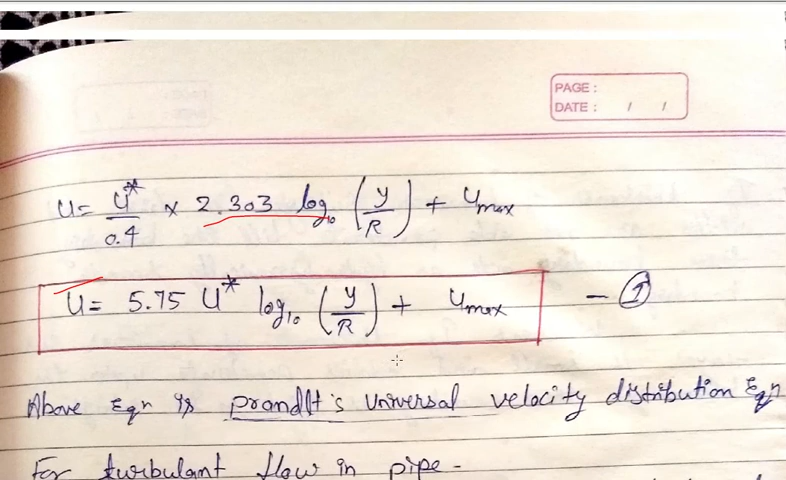 PAGE :
DATE : / /
U = U*/0.4 × 2.303 log₁₀ (y/R) + Umax
U = 5.75 U* log₁₀ (y/R) + Umax — ①
Above Eqn is prandlt's Universal velocity distribution Eqn
For turbulant flow in pipe -